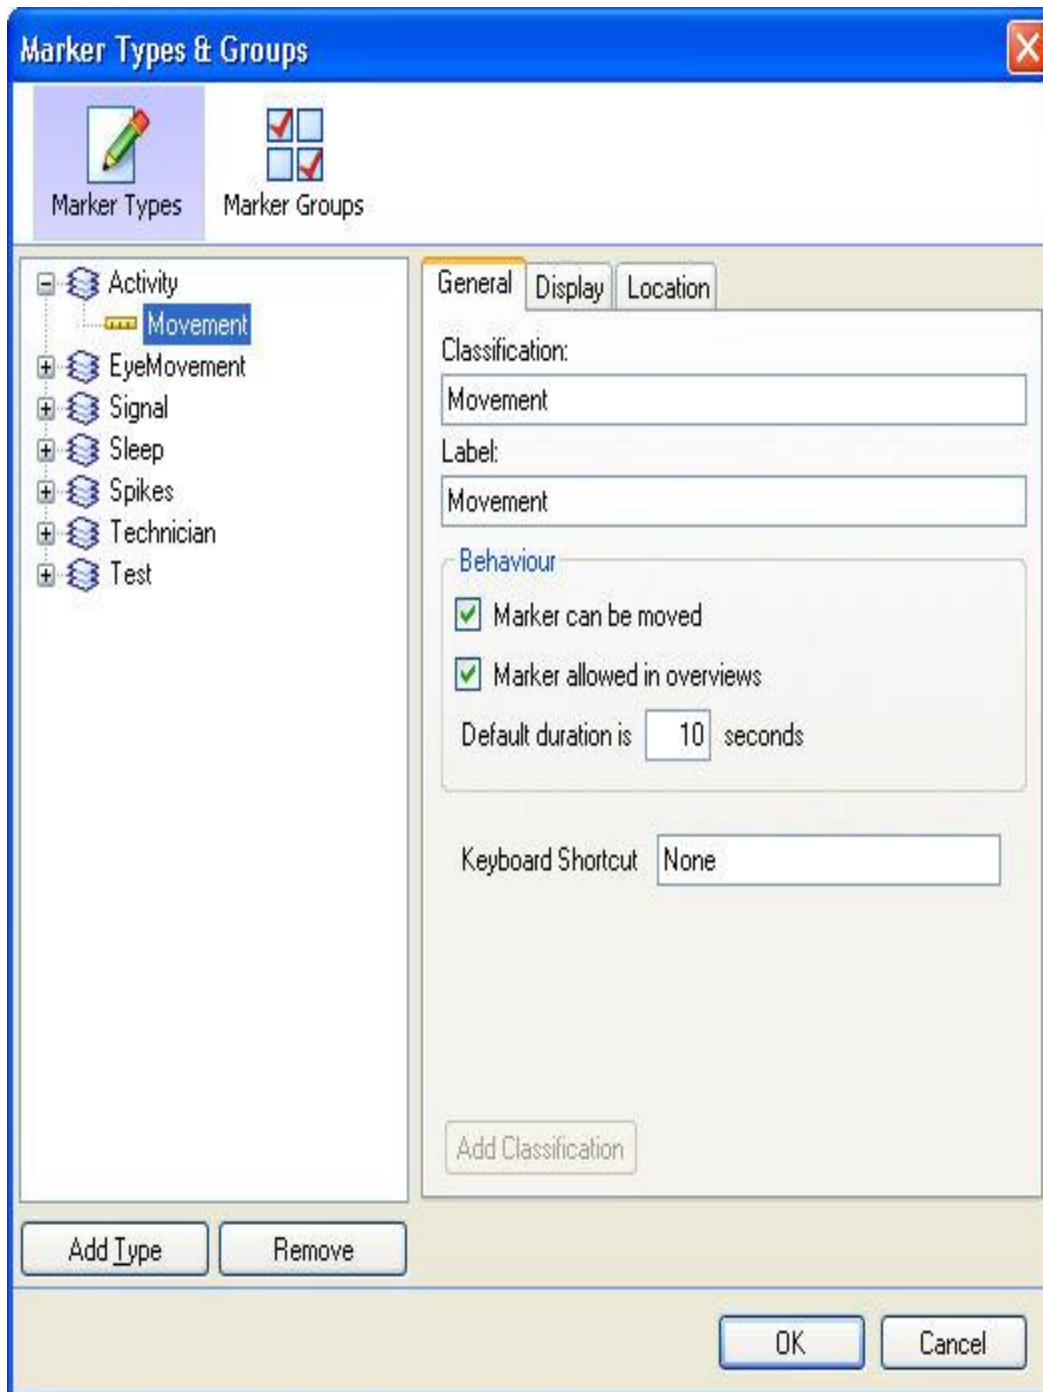 Marker Types & Groups
Marker Types
Marker Groups
Activity
Movement
EyeMovement
Signal
Sleep
Spikes
Technician
Test
General
Display
Location
Classification:
Movement
Label:
Movement
Behaviour
Marker can be moved
Marker allowed in overviews
Default duration is 10 seconds
Keyboard Shortcut None
Add Classification
Add Type
Remove
OK
Cancel